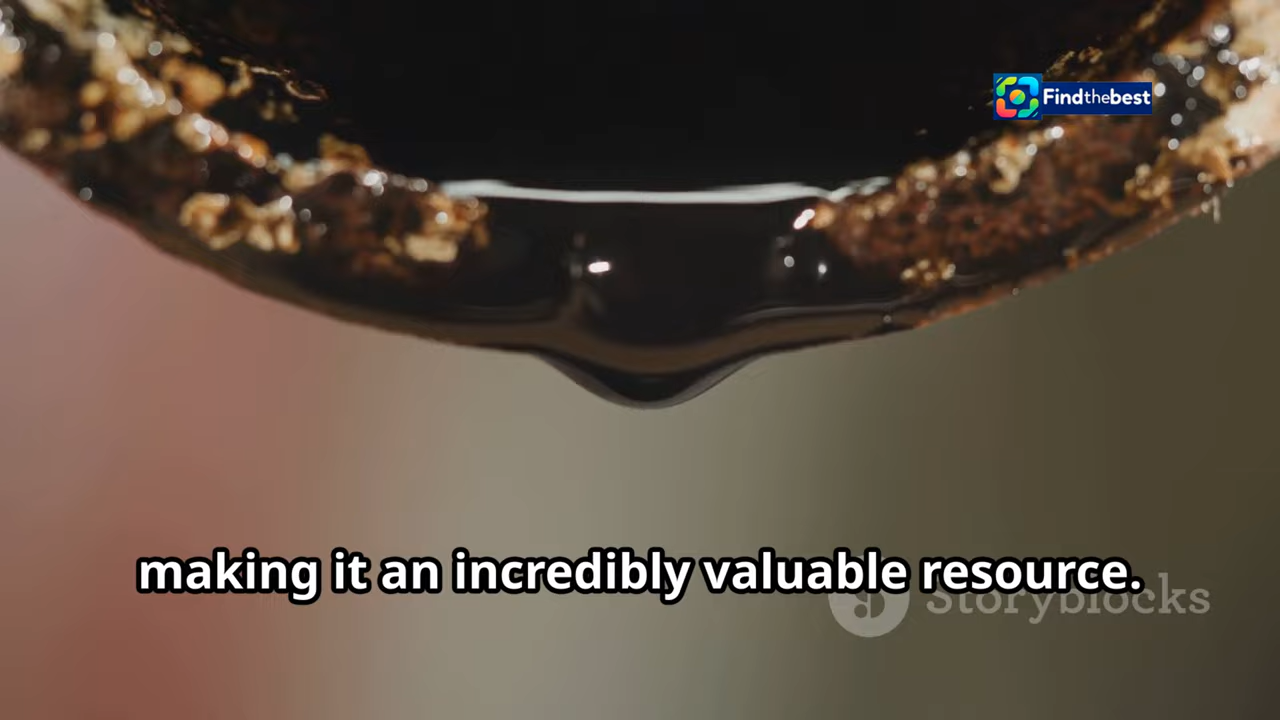 Findthebest
making it an incredibly valuable resource.
Storyblocks